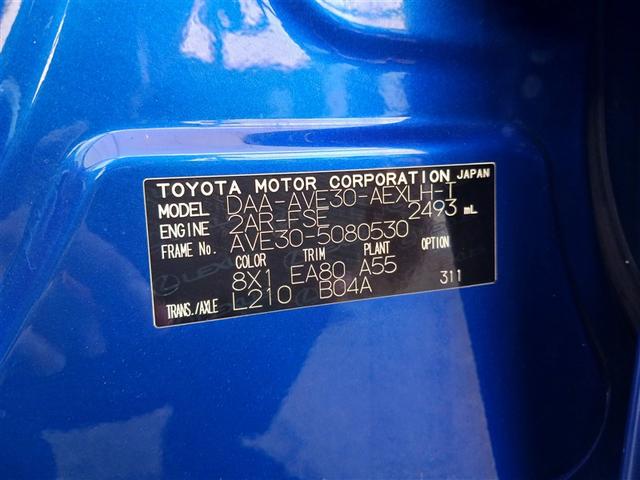 TOYOTA MOTOR CORPORATION JAPAN
MODEL DAA-AVE30-AEXLH-T
ENGINE 2AR-FSE 2493 mL
FRAME No. AVE30-5080530
COLOR TRIM PLANT OPTION
8X1 EA80 A55
TRANS./AXLE L210 B04A 311
LEXUS